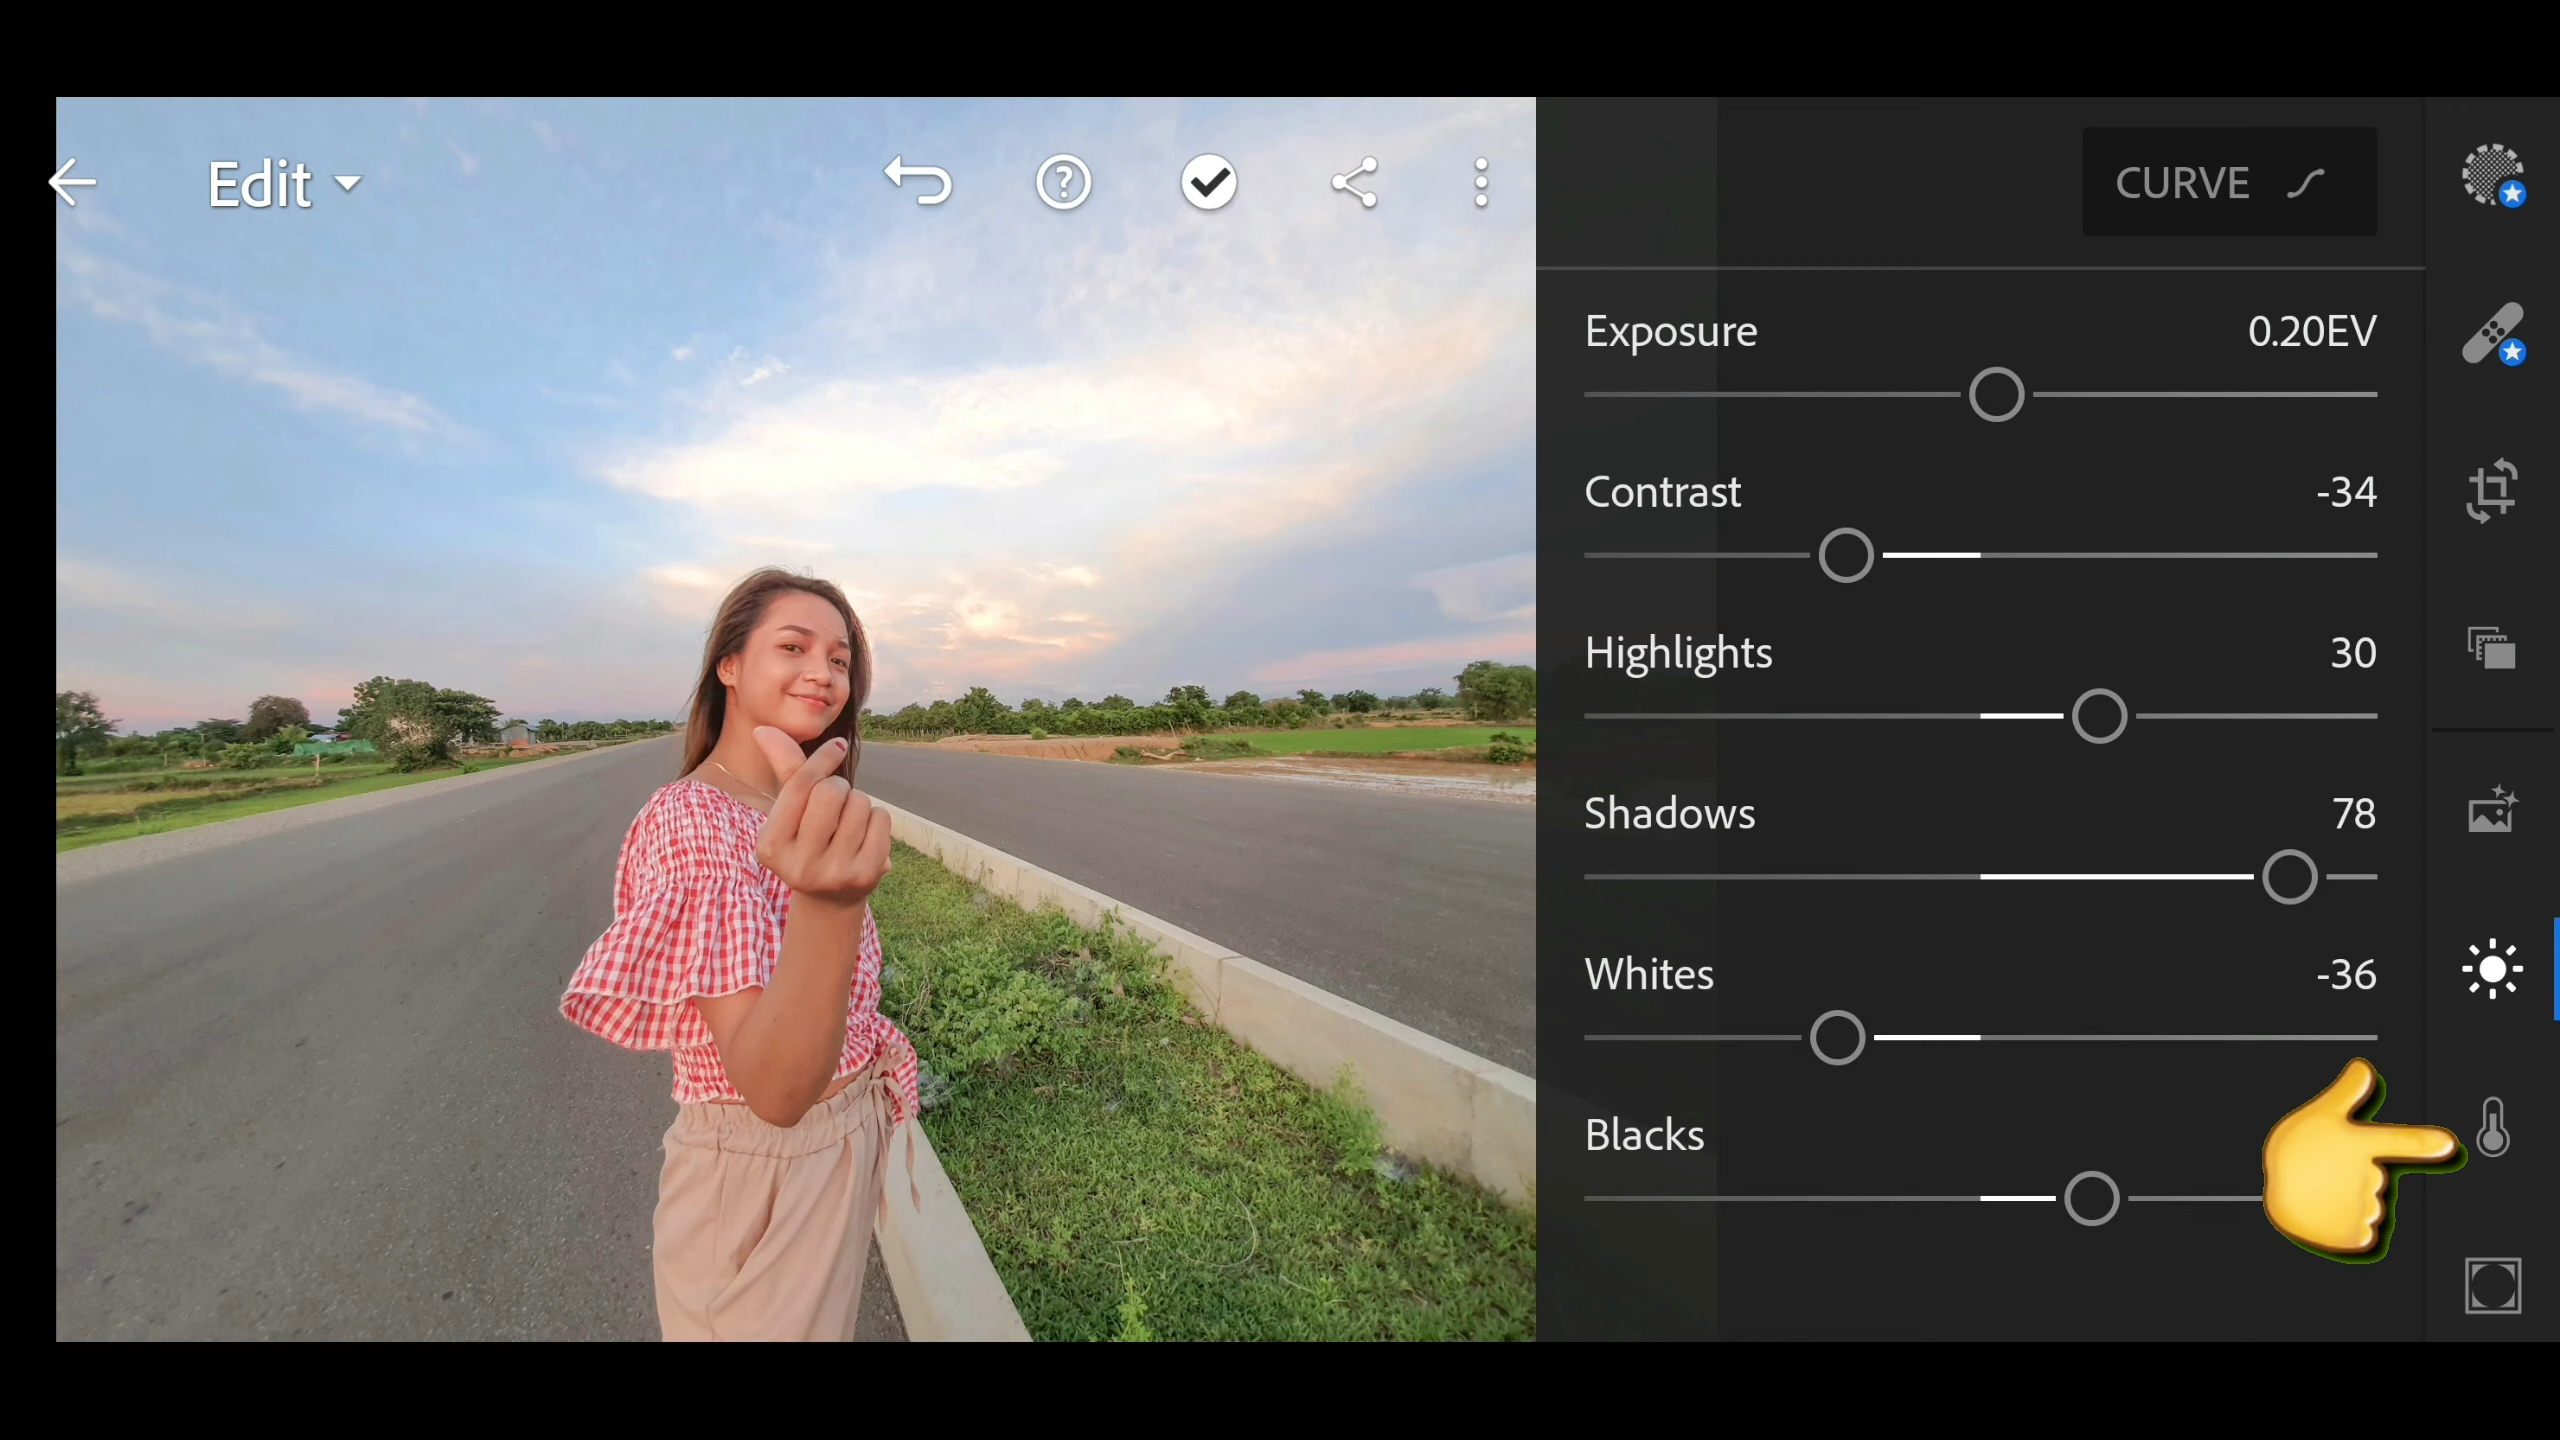 Edit
CURVE
Exposure 0.20EV
Contrast -34
Highlights 30
Shadows 78
Whites -36
Blacks